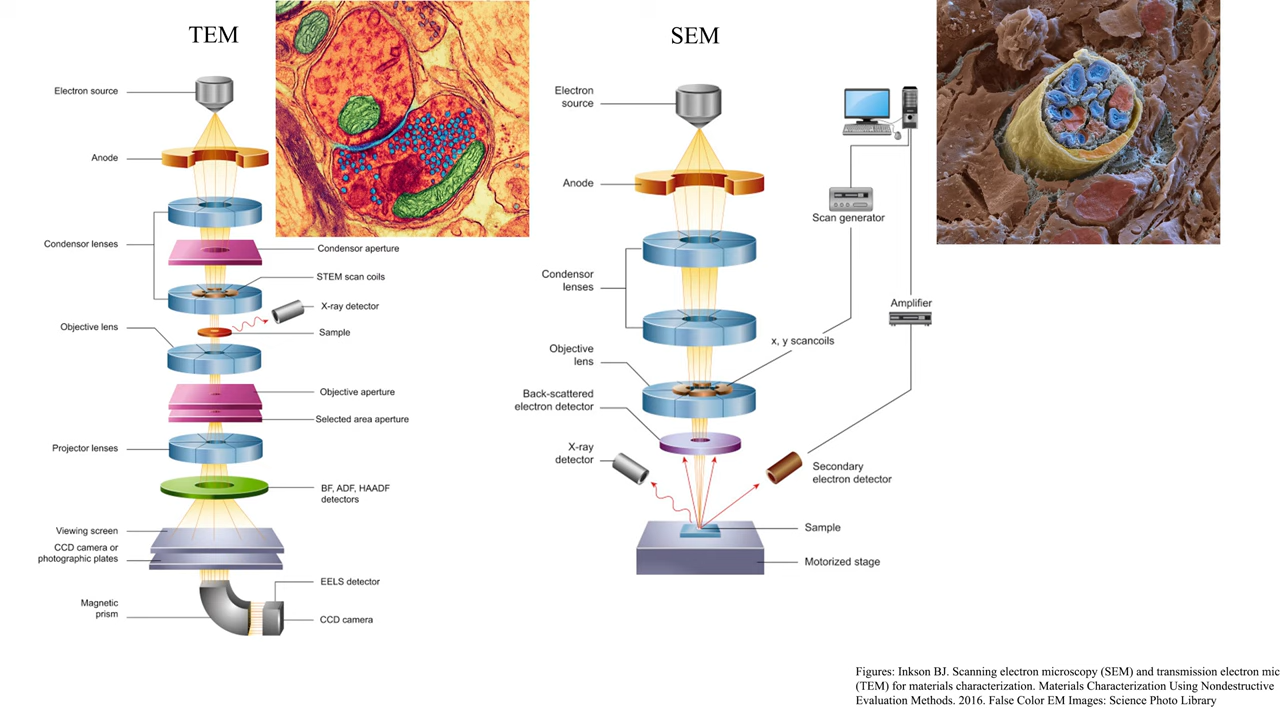 TEM
Electron source
Anode
Condensor lenses
Condensor aperture
STEM scan coils
X-ray detector
Sample
Objective lens
Objective aperture
Selected area aperture
Projector lenses
BF, ADF, HAADF
detectors
Viewing screen
CCD camera or
photographic plates
EELS detector
Magnetic
prism
CCD camera
SEM
Electron
source
Anode
Scan generator
Condensor
lenses
Amplifier
x, y scancoils
Objective
lens
Back-scattered
electron detector
X-ray
detector
Secondary
electron detector
Sample
Motorized stage
Figures: Inkson BJ. Scanning electron microscopy (SEM) and transmission electron mic
(TEM) for materials characterization. Materials Characterization Using Nondestructive
Evaluation Methods. 2016. False Color EM Images: Science Photo Library